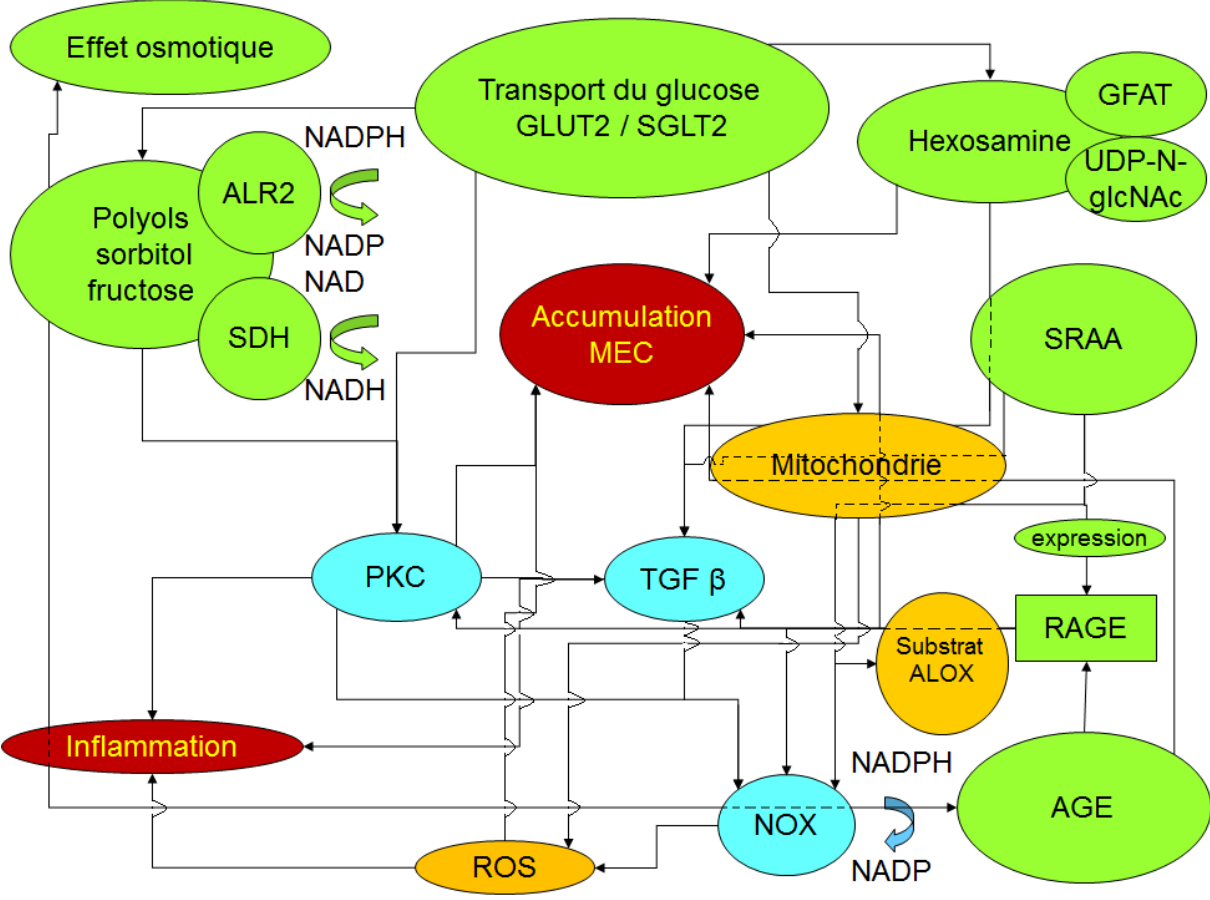 Effet osmotique
Transport du glucose
GLUT2 / SGLT2
GFAT
Hexosamine
UDP-N-
glcNAc
NADPH
ALR2
Polyols
sorbitol
fructose
NADP
NAD
SDH
NADH
Accumulation
MEC
SRAA
Mitochondrie
expression
PKC
TGF β
RAGE
Substrat
ALOX
Inflammation
NADPH
NOX
AGE
NADP
ROS